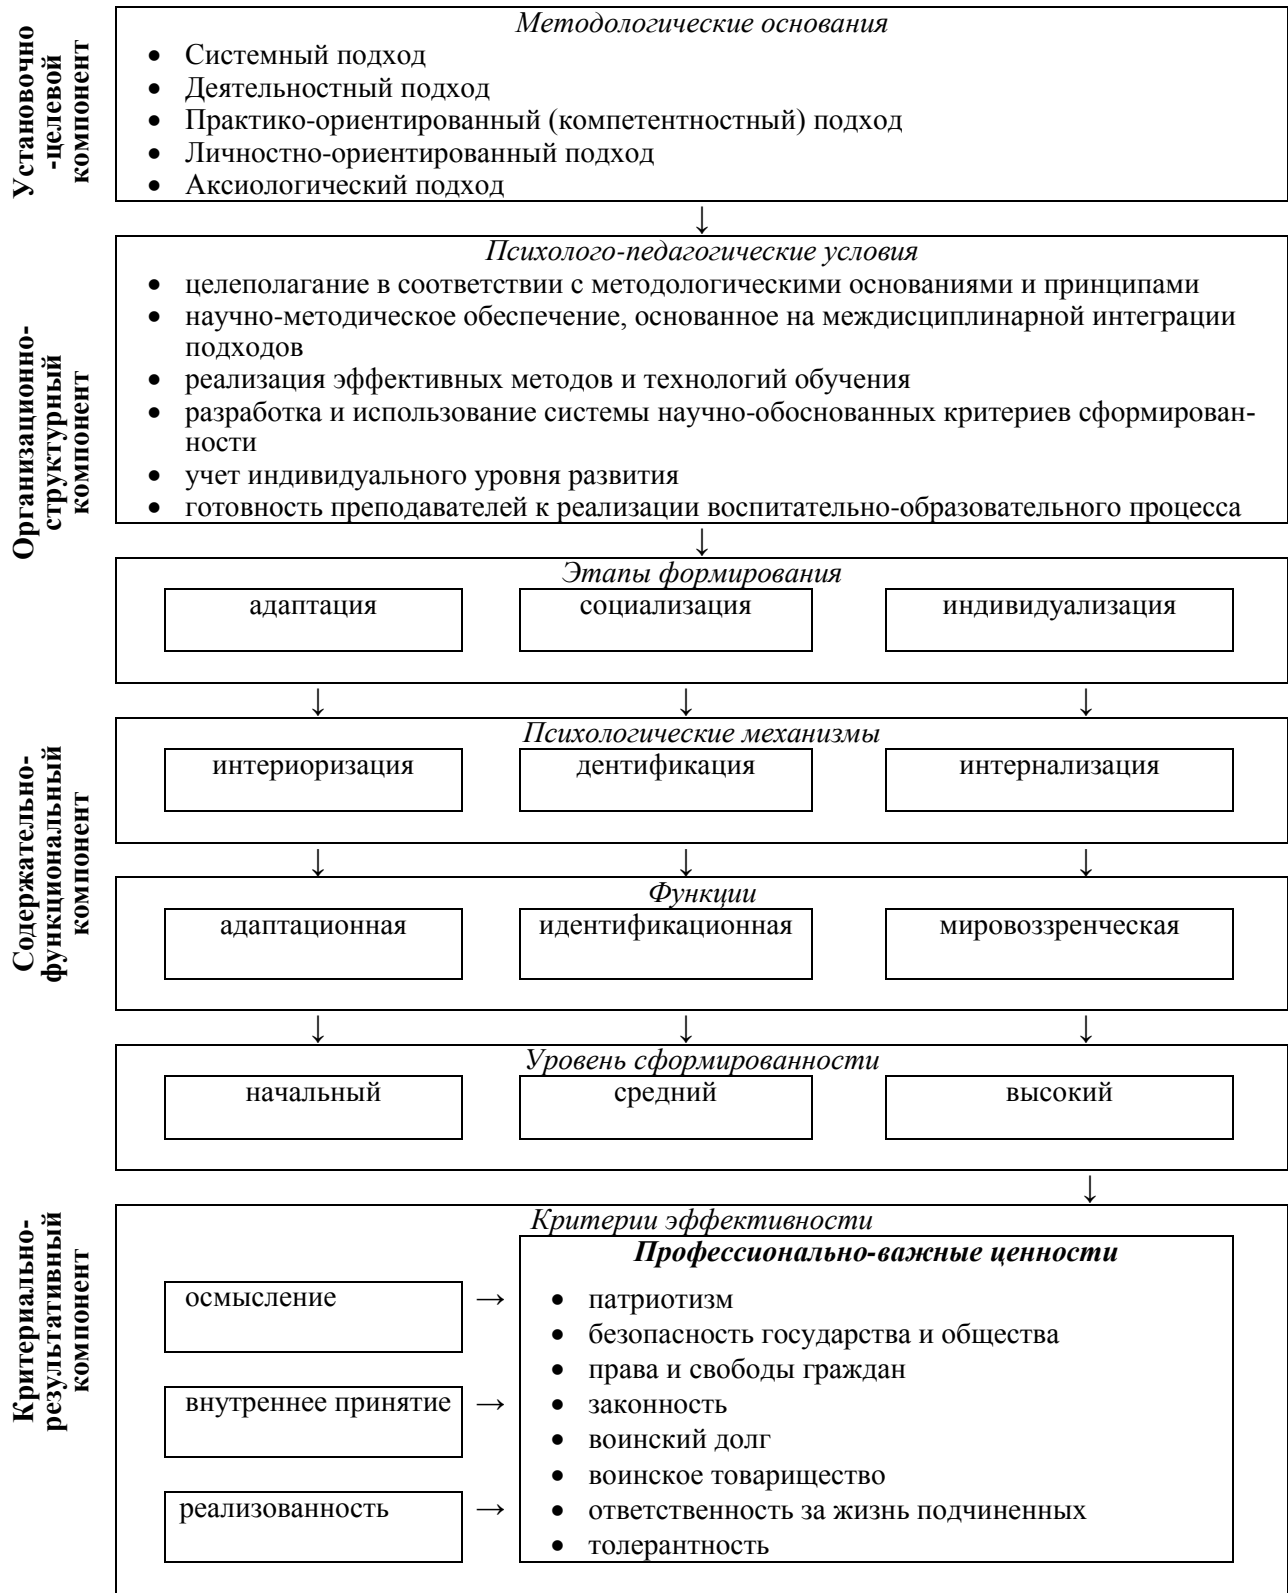 Установочно
-целевой
компонент
Методологические основания
• Системный подход
• Деятельностный подход
• Практико-ориентированный (компетентностный) подход
• Личностно-ориентированный подход
• Аксиологический подход
↓
Организационно-
структурный
компонент
Психолого-педагогические условия
• целеполагание в соответствии с методологическими основаниями и принципами
• научно-методическое обеспечение, основанное на междисциплинарной интеграции
подходов
• реализация эффективных методов и технологий обучения
• разработка и использование системы научно-обоснованных критериев сформирован-
ности
• учет индивидуального уровня развития
• готовность преподавателей к реализации воспитательно-образовательного процесса
↓
Этапы формирования
адаптация социализация индивидуализация
↓ ↓ ↓
Содержательно-
функциональный
компонент
Психологические механизмы
интериоризация дентификация интернализация
↓ ↓ ↓
Функции
адаптационная идентификационная мировоззренческая
↓ ↓ ↓
Уровень сформированности
начальный средний высокий
↓
Критериально-
результативный
компонент
Критерии эффективности
Профессионально-важные ценности
осмысление → • патриотизм
• безопасность государства и общества
• права и свободы граждан
внутреннее принятие → • законность
• воинский долг
• воинское товарищество
реализованность → • ответственность за жизнь подчиненных
• толерантность